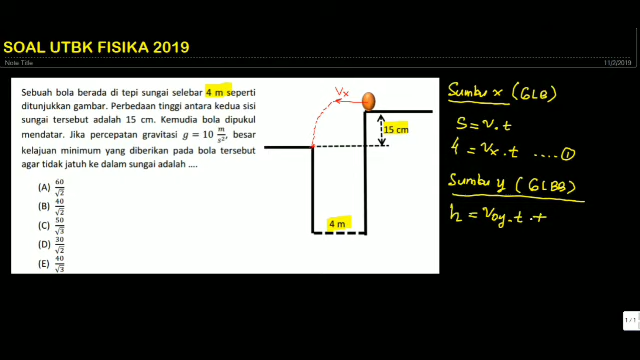 SOAL UTBK FISIKA 2019
Note Title
11/2/2019
Sebuah bola berada di tepi sungai selebar 4 m seperti
ditunjukkan gambar. Perbedaan tinggi antara kedua sisi
sungai tersebut adalah 15 cm. Kemudia bola dipukul
mendatar. Jika percepatan gravitasi g = 10 m/s², besar
kelajuan minimum yang diberikan pada bola tersebut
agar tidak jatuh ke dalam sungai adalah ....
(A) 60/√2
(B) 40/√2
(C) 50/√3
(D) 30/√2
(E) 40/√3
Vx
15 cm
4 m
Sumbu x (GLB)
S = v . t
4 = Vx . t ..... ①
Sumbu y (GLBB)
h = Voy . t . +
1/1